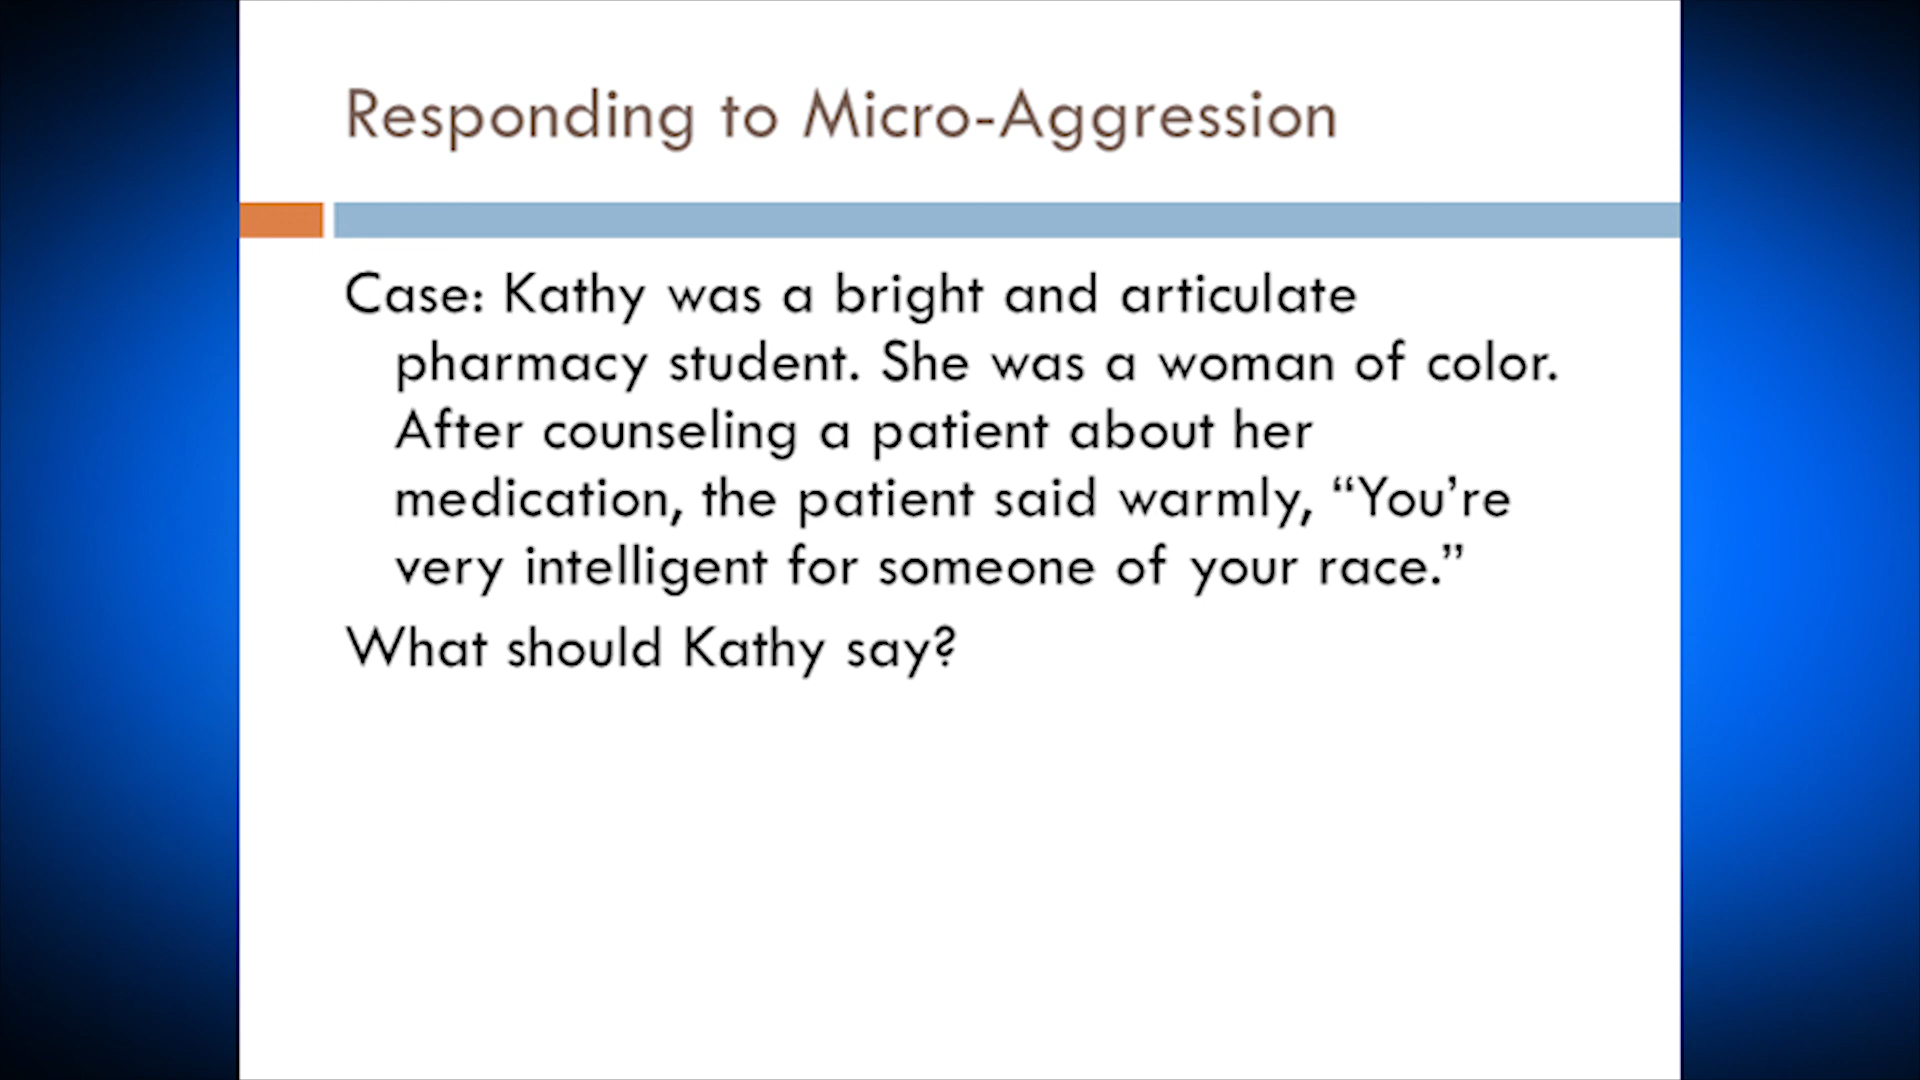 Responding to Micro-Aggression
Case: Kathy was a bright and articulate
pharmacy student. She was a woman of color.
After counseling a patient about her
medication, the patient said warmly, “You’re
very intelligent for someone of your race.”
What should Kathy say?